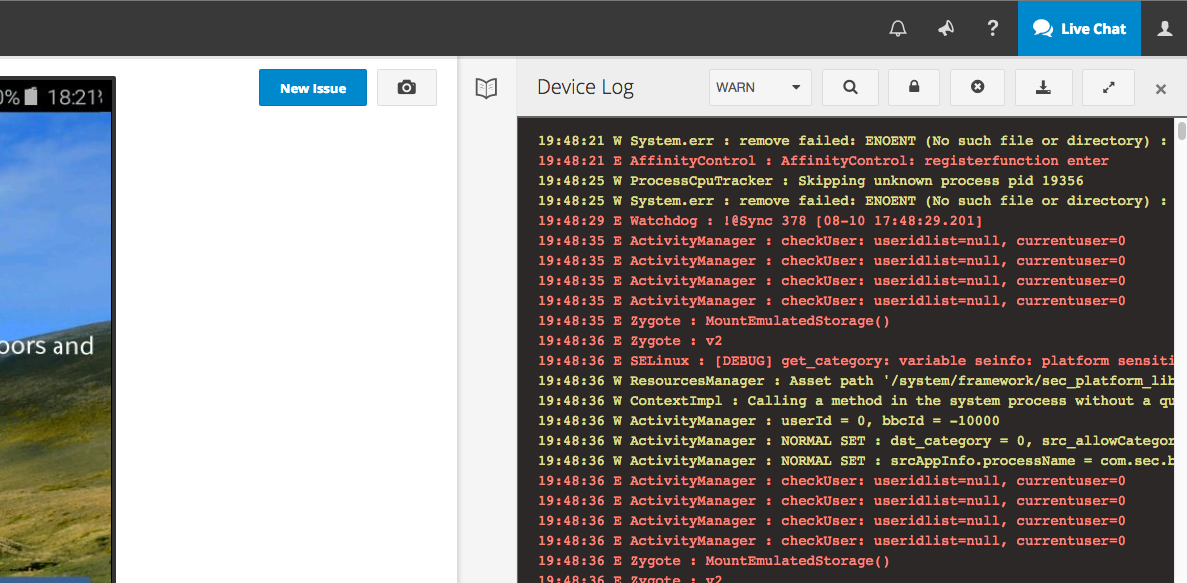 Live Chat
New Issue
Device Log
WARN
0% 18:21
oors and
19:48:21 W System.err : remove failed: ENOENT (No such file or directory) :
19:48:21 E AffinityControl : AffinityControl: registerfunction enter
19:48:25 W ProcessCpuTracker : Skipping unknown process pid 19356
19:48:25 W System.err : remove failed: ENOENT (No such file or directory) :
19:48:29 E Watchdog : !@Sync 378 [08-10 17:48:29.201]
19:48:35 E ActivityManager : checkUser: useridlist=null, currentuser=0
19:48:35 E ActivityManager : checkUser: useridlist=null, currentuser=0
19:48:35 E ActivityManager : checkUser: useridlist=null, currentuser=0
19:48:35 E ActivityManager : checkUser: useridlist=null, currentuser=0
19:48:35 E Zygote : MountEmulatedStorage()
19:48:36 E Zygote : v2
19:48:36 E SELinux : [DEBUG] get_category: variable seinfo: platform sensiti
19:48:36 W ResourcesManager : Asset path '/system/framework/sec_platform_lib
19:48:36 W ContextImpl : Calling a method in the system process without a qu
19:48:36 W ActivityManager : userId = 0, bbcId = -10000
19:48:36 W ActivityManager : NORMAL SET : dst_category = 0, src_allowCategor
19:48:36 W ActivityManager : NORMAL SET : srcAppInfo.processName = com.sec.b
19:48:36 E ActivityManager : checkUser: useridlist=null, currentuser=0
19:48:36 E ActivityManager : checkUser: useridlist=null, currentuser=0
19:48:36 E ActivityManager : checkUser: useridlist=null, currentuser=0
19:48:36 E ActivityManager : checkUser: useridlist=null, currentuser=0
19:48:36 E Zygote : MountEmulatedStorage()
19:48:36 E Zygote : v2